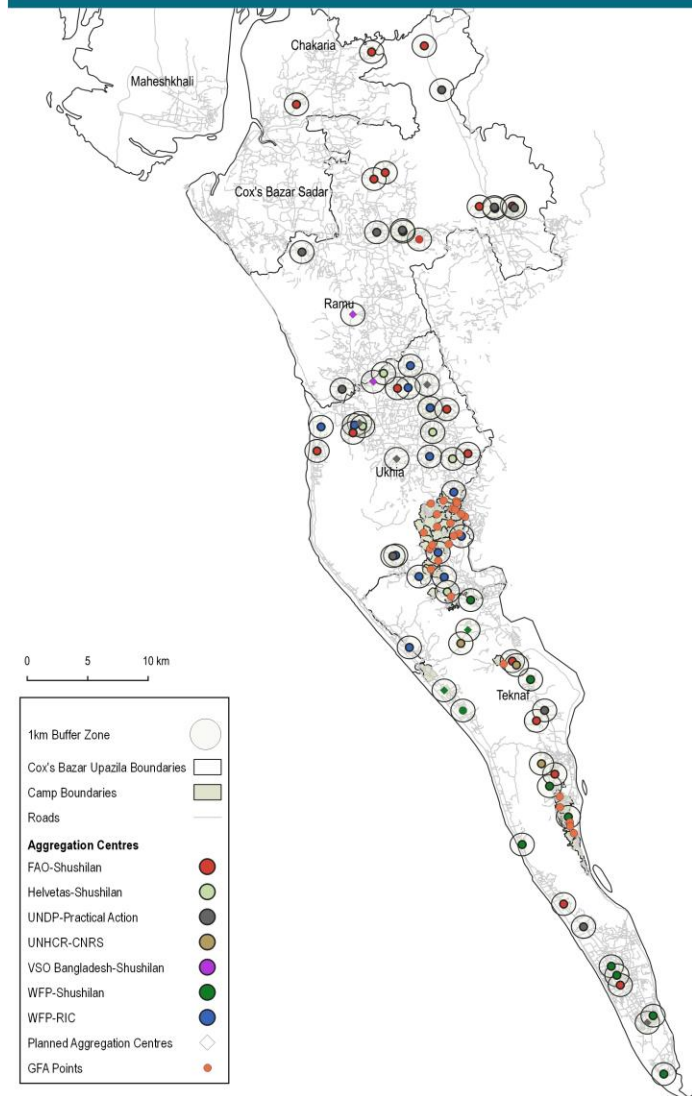 Chakaria
Maheshkhali
Cox's Bazar Sadar
Ramu
Ukhia
Teknaf
0 5 10 km
1km Buffer Zone
Cox's Bazar Upazila Boundaries
Camp Boundaries
Roads
Aggregation Centres
FAO-Shushilan
Helvetas-Shushilan
UNDP-Practical Action
UNHCR-CNRS
VSO Bangladesh-Shushilan
WFP-Shushilan
WFP-RIC
Planned Aggregation Centres
GFA Points